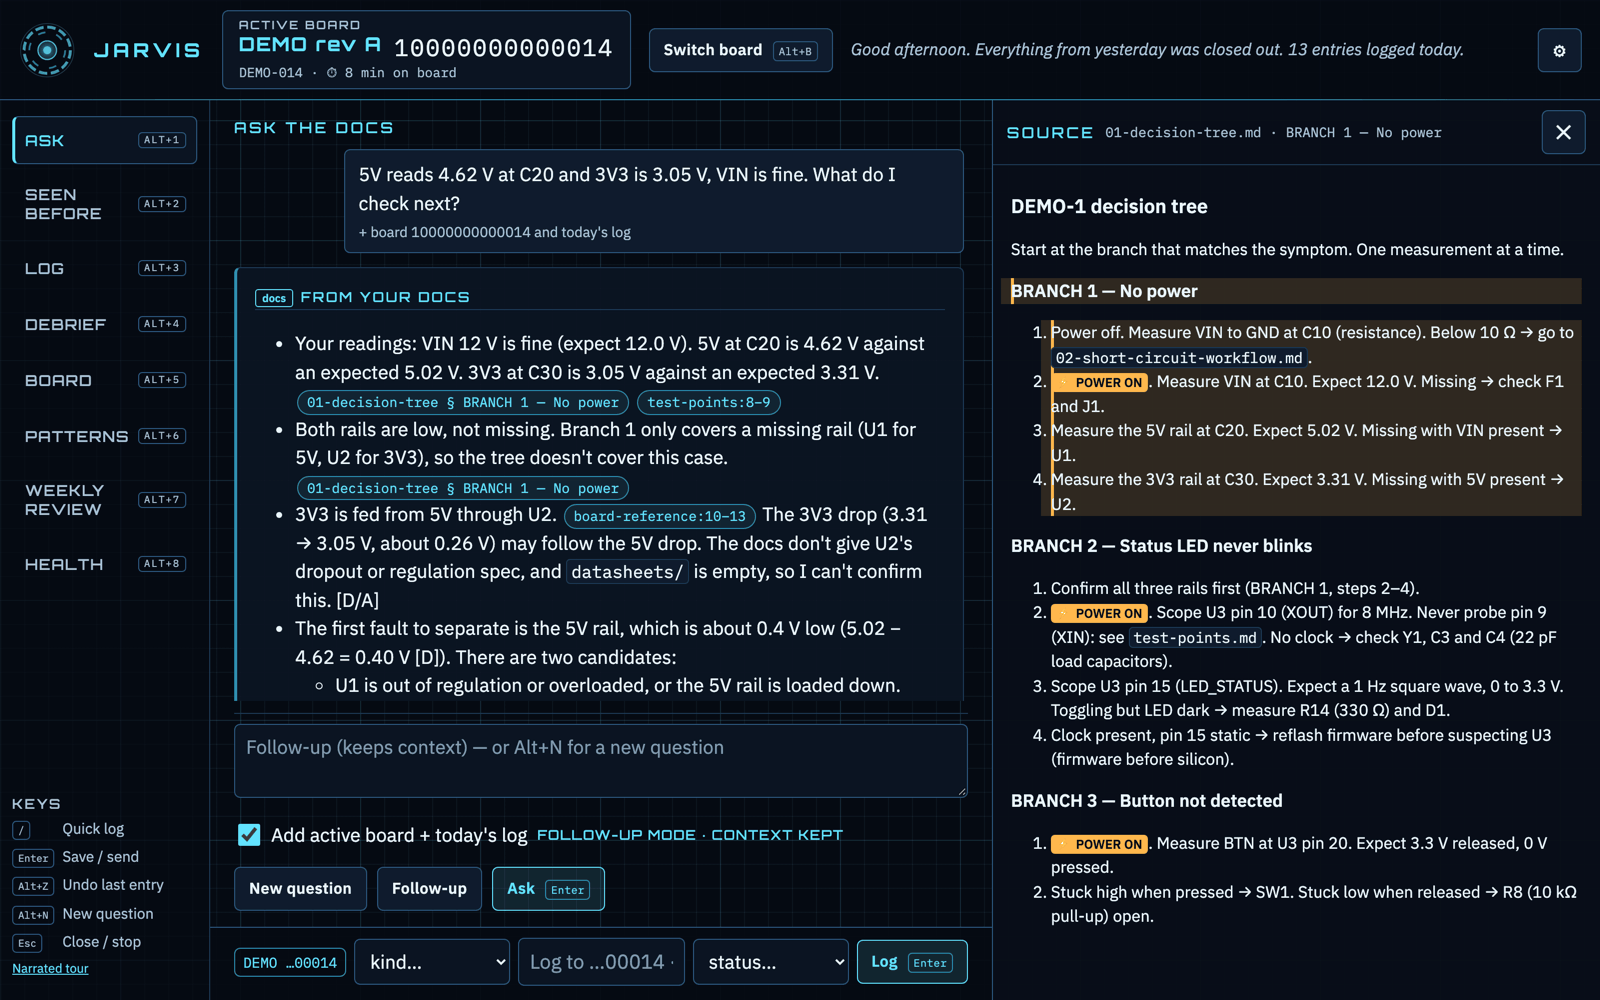 JARVIS
ACTIVE BOARD
DEMO rev A 10000000000014
DEMO-014 · ⏱ 8 min on board
Switch board Alt+B
Good afternoon. Everything from yesterday was closed out. 13 entries logged today.
ASK ALT+1
SEEN BEFORE ALT+2
LOG ALT+3
DEBRIEF ALT+4
BOARD ALT+5
PATTERNS ALT+6
WEEKLY REVIEW ALT+7
HEALTH ALT+8
KEYS
/ Quick log
Enter Save / send
Alt+Z Undo last entry
Alt+N New question
Esc Close / stop
Narrated tour
ASK THE DOCS
5V reads 4.62 V at C20 and 3V3 is 3.05 V, VIN is fine. What do I
check next?
+ board 10000000000014 and today's log
docs FROM YOUR DOCS
• Your readings: VIN 12 V is fine (expect 12.0 V). 5V at C20 is 4.62 V against
an expected 5.02 V. 3V3 at C30 is 3.05 V against an expected 3.31 V.
01-decision-tree § BRANCH 1 — No power test-points:8–9
• Both rails are low, not missing. Branch 1 only covers a missing rail (U1 for
5V, U2 for 3V3), so the tree doesn't cover this case.
01-decision-tree § BRANCH 1 — No power
• 3V3 is fed from 5V through U2. board-reference:10–13 The 3V3 drop (3.31
→ 3.05 V, about 0.26 V) may follow the 5V drop. The docs don't give U2's
dropout or regulation spec, and datasheets/ is empty, so I can't confirm
this. [D/A]
• The first fault to separate is the 5V rail, which is about 0.4 V low (5.02 –
4.62 = 0.40 V [D]). There are two candidates:
◦ U1 is out of regulation or overloaded, or the 5V rail is loaded down.
Follow-up (keeps context) — or Alt+N for a new question
Add active board + today's log FOLLOW-UP MODE · CONTEXT KEPT
New question Follow-up Ask Enter
DEMO …00014 kind... Log to ...00014 · status... Log Enter
SOURCE 01-decision-tree.md · BRANCH 1 — No power
DEMO-1 decision tree
Start at the branch that matches the symptom. One measurement at a time.
BRANCH 1 — No power
1. Power off. Measure VIN to GND at C10 (resistance). Below 10 Ω → go to
02-short-circuit-workflow.md.
2. ⚡ POWER ON. Measure VIN at C10. Expect 12.0 V. Missing → check F1
and J1.
3. Measure the 5V rail at C20. Expect 5.02 V. Missing with VIN present →
U1.
4. Measure the 3V3 rail at C30. Expect 3.31 V. Missing with 5V present →
U2.
BRANCH 2 — Status LED never blinks
1. Confirm all three rails first (BRANCH 1, steps 2–4).
2. ⚡ POWER ON. Scope U3 pin 10 (XOUT) for 8 MHz. Never probe pin 9
(XIN): see test-points.md. No clock → check Y1, C3 and C4 (22 pF
load capacitors).
3. Scope U3 pin 15 (LED_STATUS). Expect a 1 Hz square wave, 0 to 3.3 V.
Toggling but LED dark → measure R14 (330 Ω) and D1.
4. Clock present, pin 15 static → reflash firmware before suspecting U3
(firmware before silicon).
BRANCH 3 — Button not detected
1. ⚡ POWER ON. Measure BTN at U3 pin 20. Expect 3.3 V released, 0 V
pressed.
2. Stuck high when pressed → SW1. Stuck low when released → R8 (10 kΩ
pull-up) open.